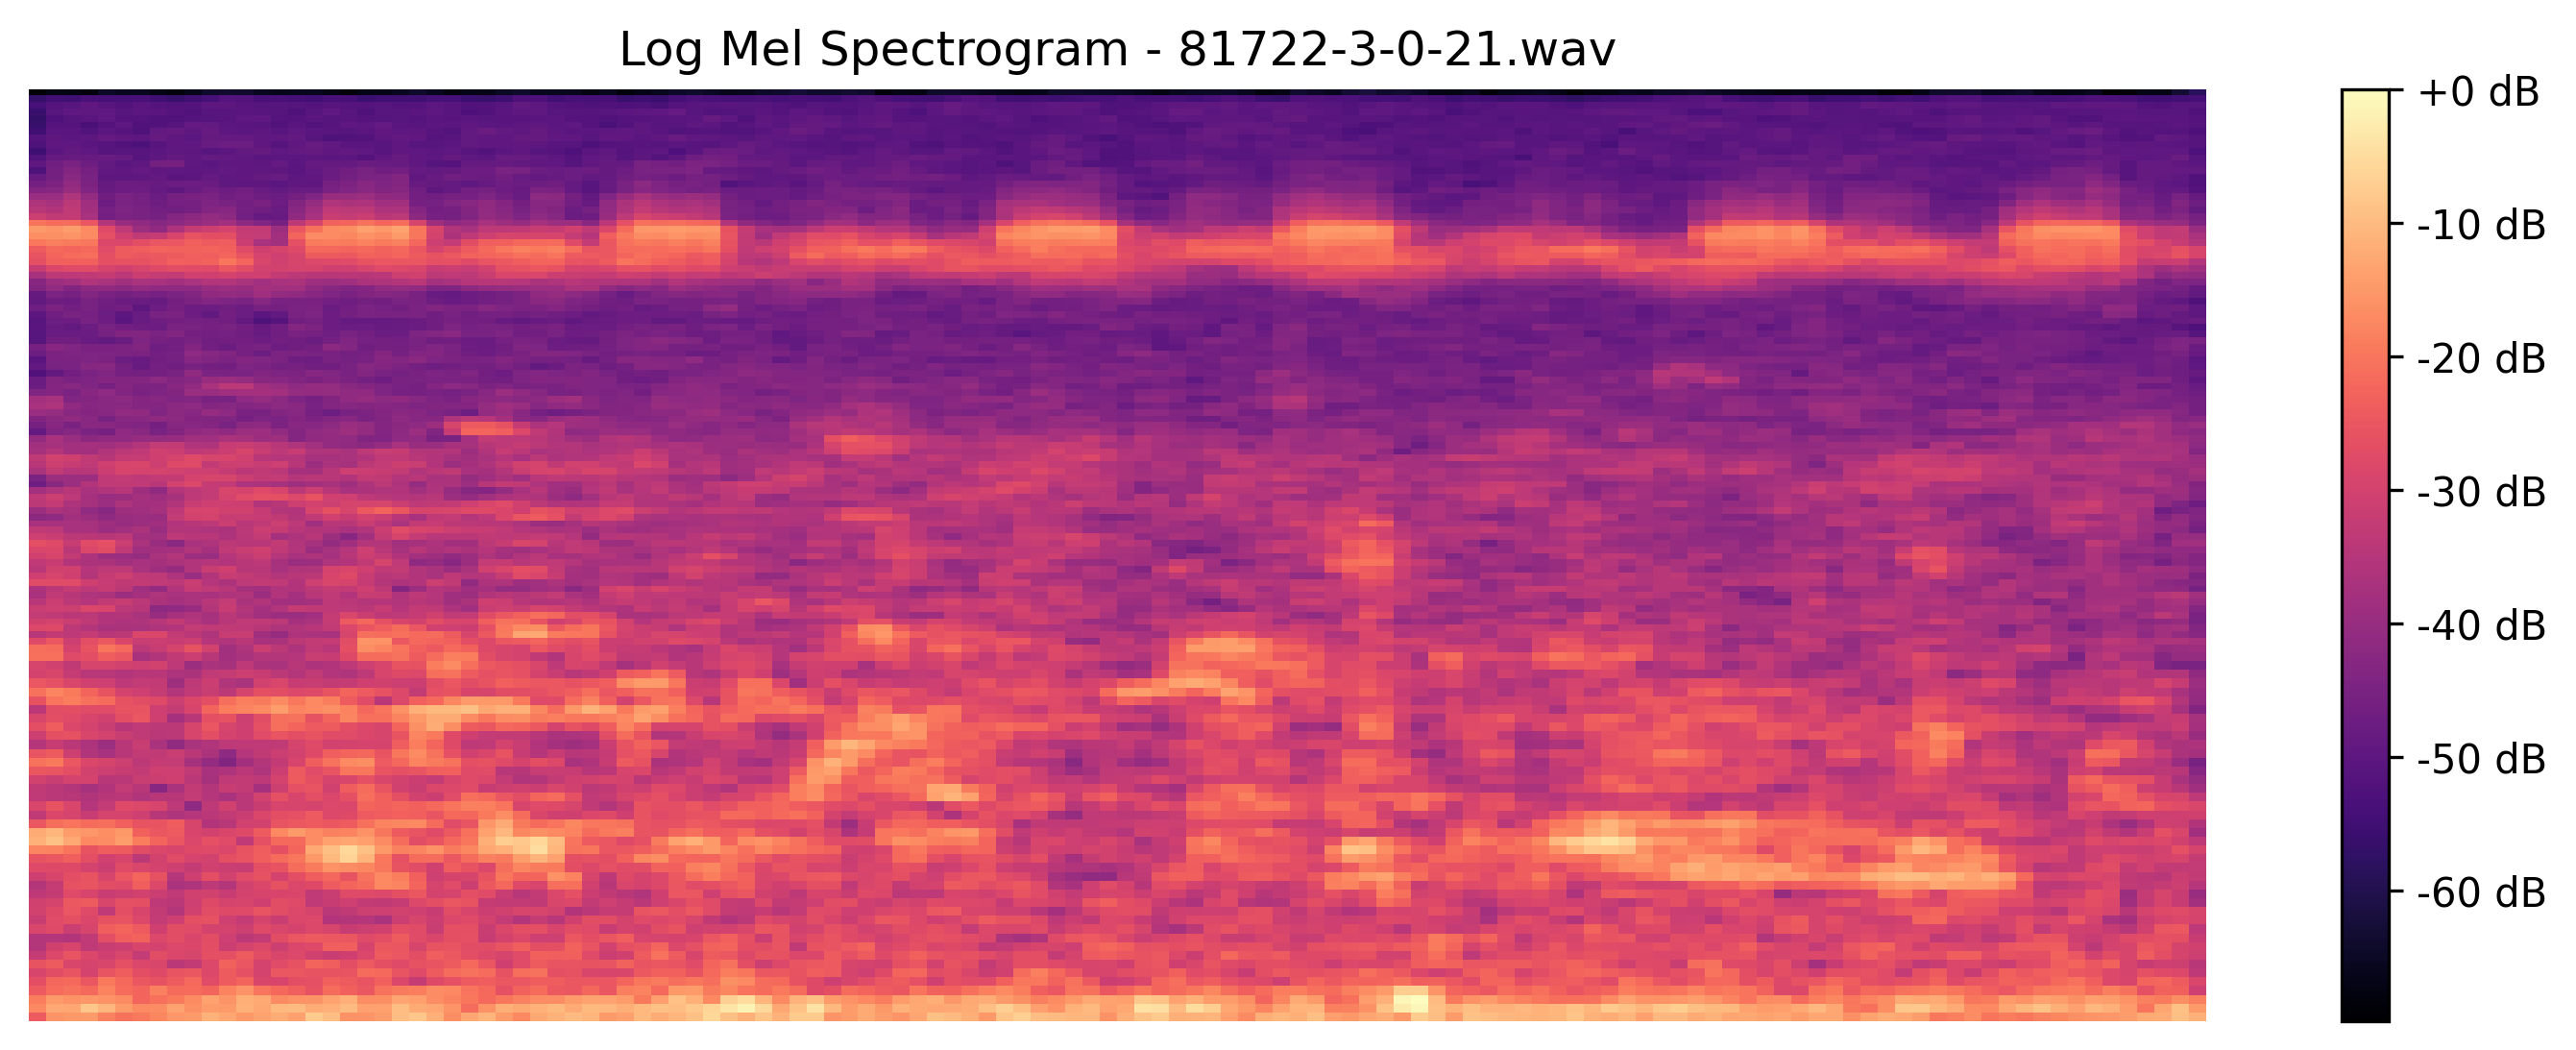 Log Mel Spectrogram - 81722-3-0-21.wav
+0 dB
-10 dB
-20 dB
-30 dB
-40 dB
-50 dB
-60 dB